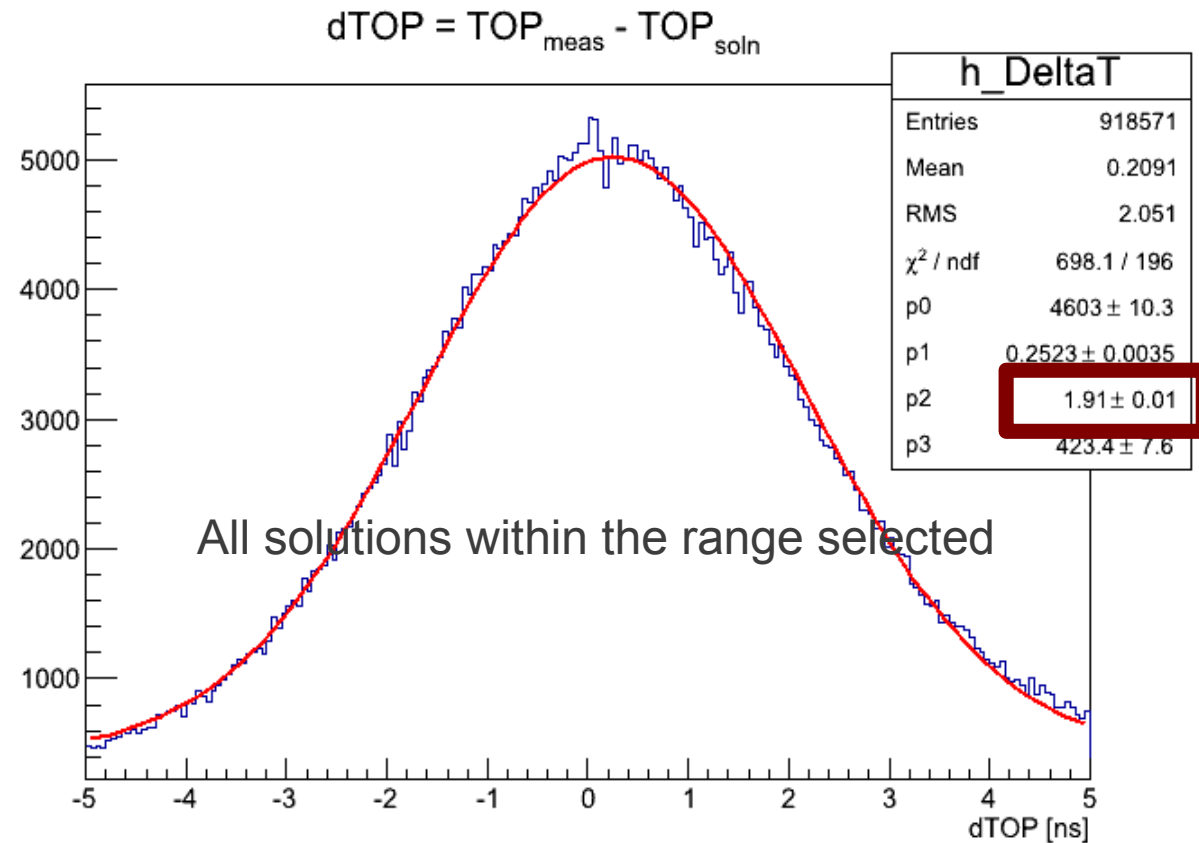 dTOP = TOPmeas - TOPsoln
h_DeltaT
Entries 918571
Mean 0.2091
RMS 2.051
χ² / ndf 698.1 / 196
p0 4603 ± 10.3
p1 0.2523 ± 0.0035
p2 1.91 ± 0.01
p3 423.4 ± 7.6
5000
4000
3000
2000
1000
All solutions within the range selected
-5 -4 -3 -2 -1 0 1 2 3 4 5
dTOP [ns]